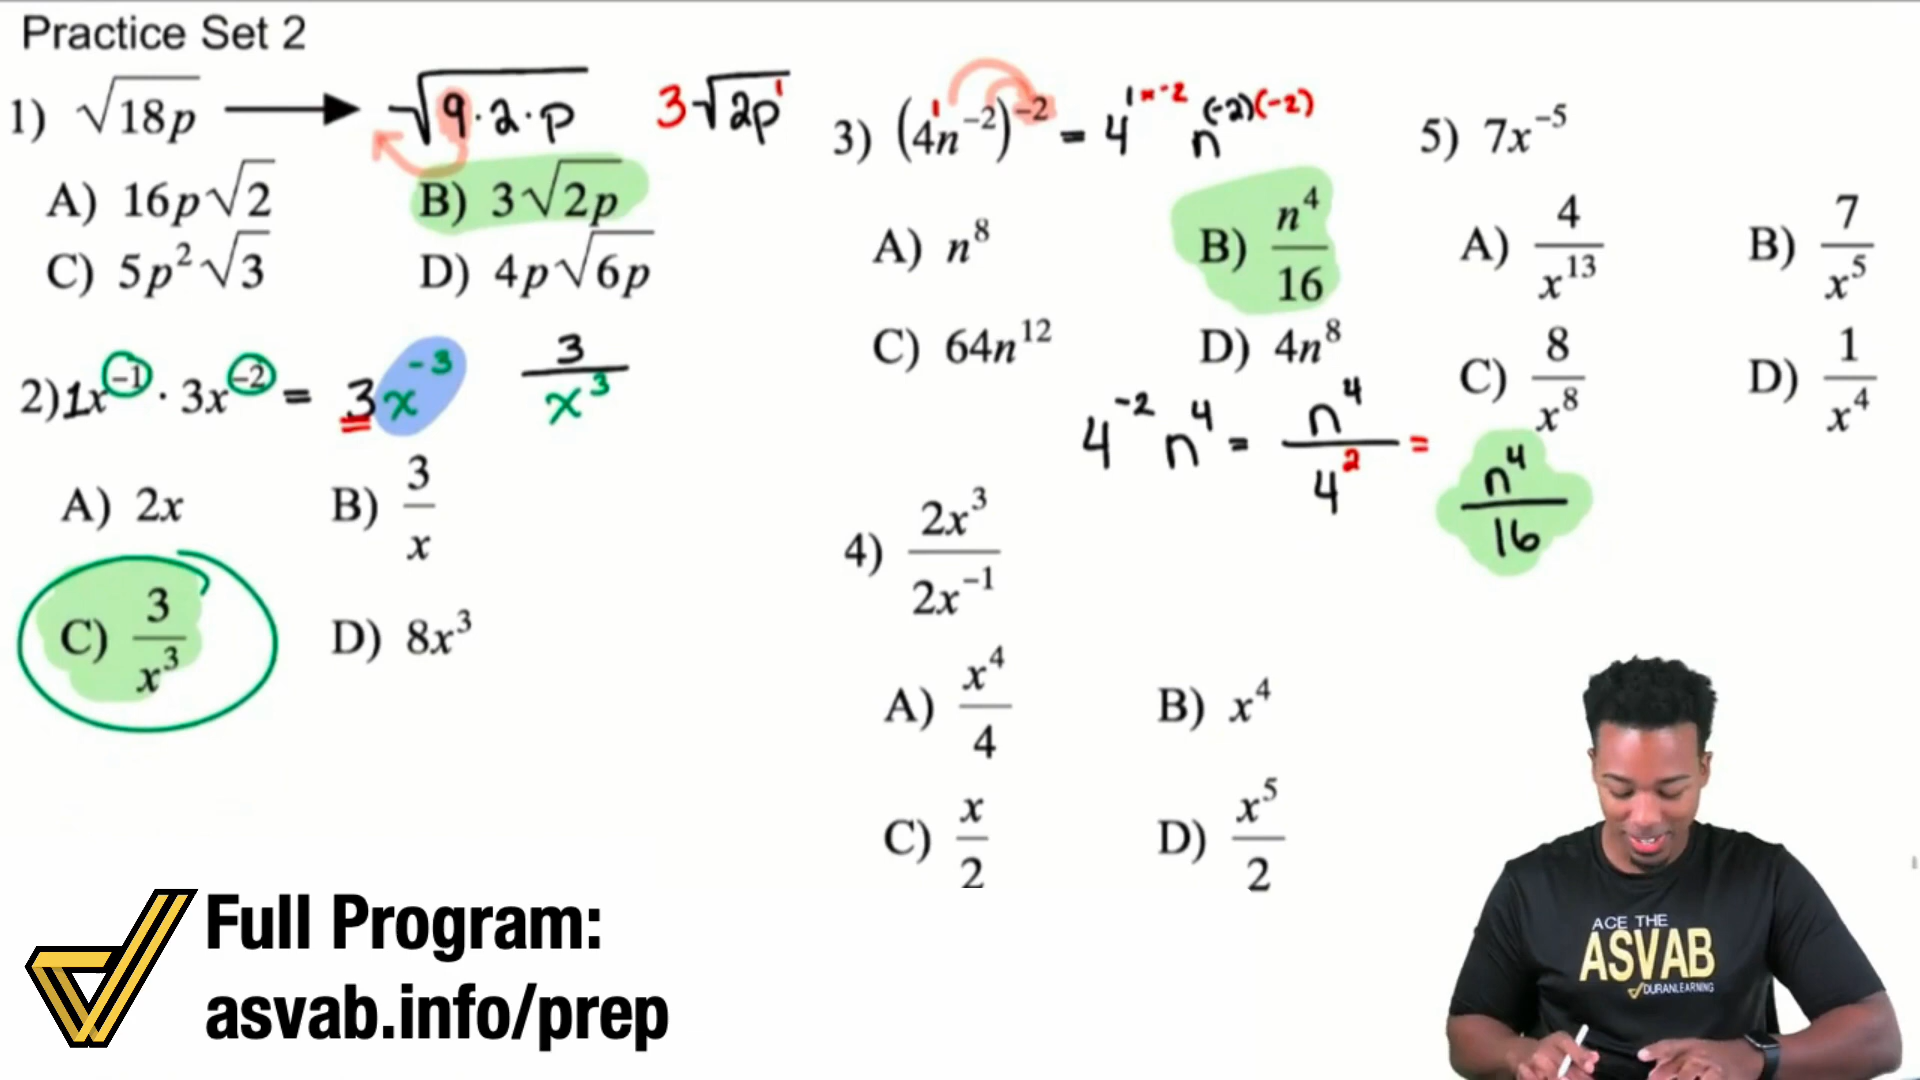 Practice Set 2
1) √18p → √9·2·p 3√2p¹
A) 16p√2 B) 3√2p
C) 5p²√3 D) 4p√6p
2) 1x⁻¹ · 3x⁻² = 3x⁻³ 3/x³
A) 2x B) 3/x
C) 3/x³ D) 8x³
3) (4¹n⁻²)⁻² = 4^(1×-2) n^(-2)(-2)
A) n⁸ B) n⁴/16
C) 64n¹² D) 4n⁸
4⁻² n⁴ = n⁴/4² = n⁴/16
4) 2x³/2x⁻¹
A) x⁴/4 B) x⁴
C) x/2 D) x⁵/2
5) 7x⁻⁵
A) 4/x¹³ B) 7/x⁵
C) 8/x⁸ D) 1/x⁴
Full Program:
asvab.info/prep
ACE THE
ASVAB
DURANLEARNING